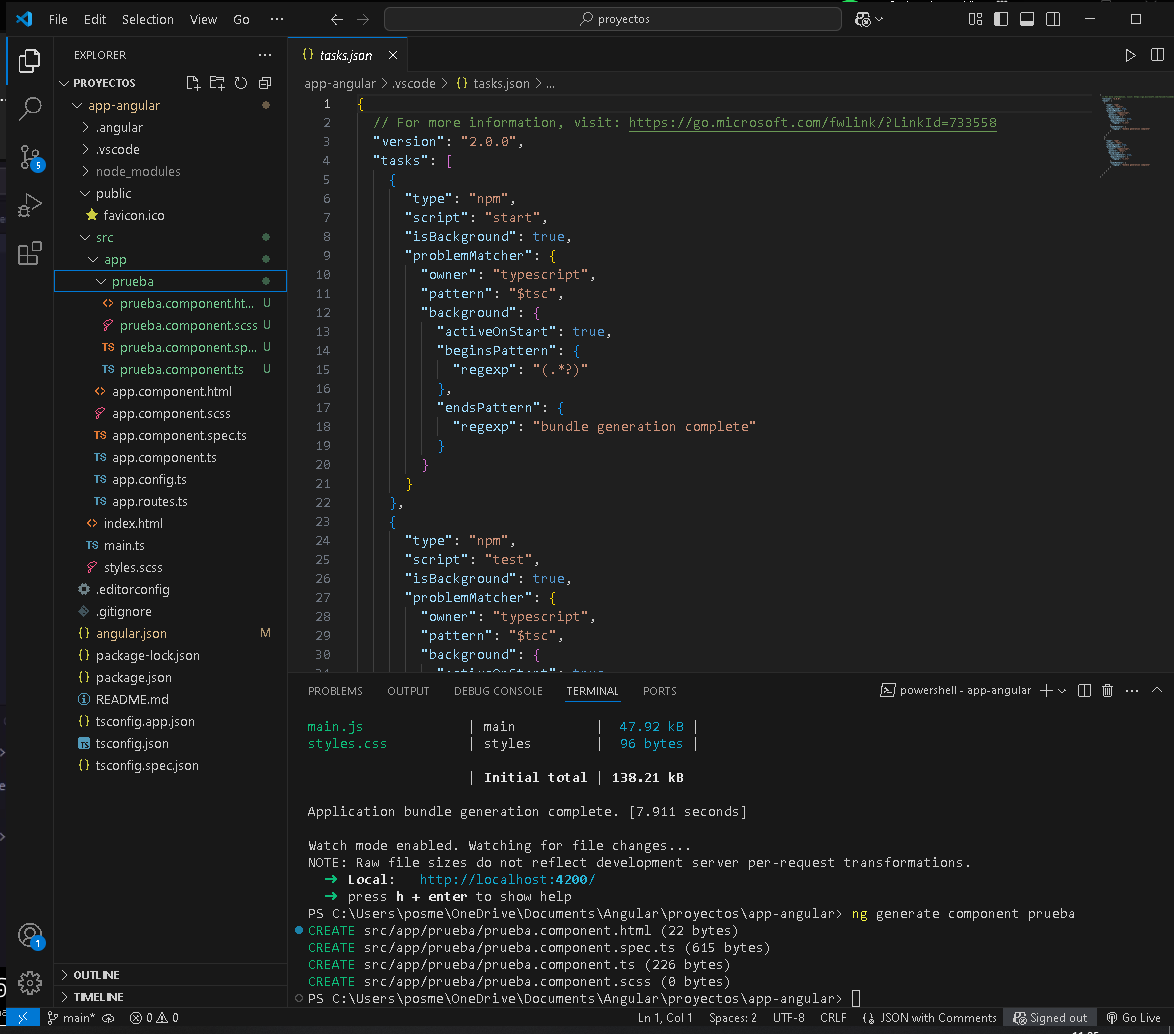 File Edit Selection View Go ··· proyectos
EXPLORER ···
PROYECTOS
app-angular
.angular
.vscode
node_modules
public
favicon.ico
src
app
prueba
prueba.component.ht... U
prueba.component.scss U
prueba.component.sp... U
TS prueba.component.ts U
app.component.html
app.component.scss
TS app.component.spec.ts
TS app.component.ts
TS app.config.ts
TS app.routes.ts
index.html
TS main.ts
styles.scss
.editorconfig
.gitignore
{} angular.json M
{} package-lock.json
{} package.json
README.md
{} tsconfig.app.json
TS tsconfig.json
{} tsconfig.spec.json
OUTLINE
TIMELINE
5
1
{} tasks.json ×
app-angular > .vscode > {} tasks.json > ...
1 {
2 // For more information, visit: https://go.microsoft.com/fwlink/?LinkId=733558
3 "version": "2.0.0",
4 "tasks": [
5 {
6 "type": "npm",
7 "script": "start",
8 "isBackground": true,
9 "problemMatcher": {
10 "owner": "typescript",
11 "pattern": "$tsc",
12 "background": {
13 "activeOnStart": true,
14 "beginsPattern": {
15 "regexp": "(.*?)"
16 },
17 "endsPattern": {
18 "regexp": "bundle generation complete"
19 }
20 }
21 }
22 },
23 {
24 "type": "npm",
25 "script": "test",
26 "isBackground": true,
27 "problemMatcher": {
28 "owner": "typescript",
29 "pattern": "$tsc",
30 "background": {
PROBLEMS OUTPUT DEBUG CONSOLE TERMINAL PORTS powershell - app-angular
main.js | main | 47.92 kB |
styles.css | styles | 96 bytes |
| Initial total | 138.21 kB
Application bundle generation complete. [7.911 seconds]
Watch mode enabled. Watching for file changes...
NOTE: Raw file sizes do not reflect development server per-request transformations.
➜ Local: http://localhost:4200/
➜ press h + enter to show help
PS C:\Users\posme\OneDrive\Documents\Angular\proyectos\app-angular> ng generate component prueba
CREATE src/app/prueba/prueba.component.html (22 bytes)
CREATE src/app/prueba/prueba.component.spec.ts (615 bytes)
CREATE src/app/prueba/prueba.component.ts (226 bytes)
CREATE src/app/prueba/prueba.component.scss (0 bytes)
PS C:\Users\posme\OneDrive\Documents\Angular\proyectos\app-angular>
main* 0 0 Ln 1, Col 1 Spaces: 2 UTF-8 CRLF {} JSON with Comments Signed out Go Live